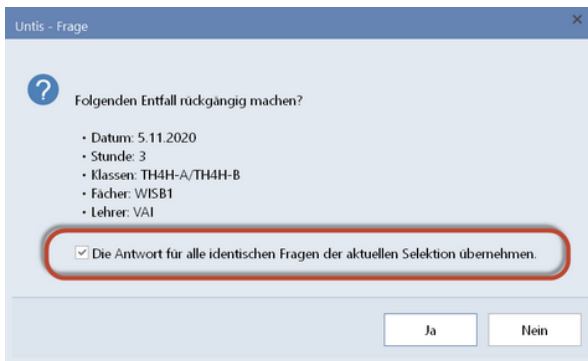 Untis - Frage
Folgenden Entfall rückgängig machen?
• Datum: 5.11.2020
• Stunde: 3
• Klassen: TH4H-A/TH4H-B
• Fächer: WISB1
• Lehrer: VAI
Die Antwort für alle identischen Fragen der aktuellen Selektion übernehmen.
Ja Nein